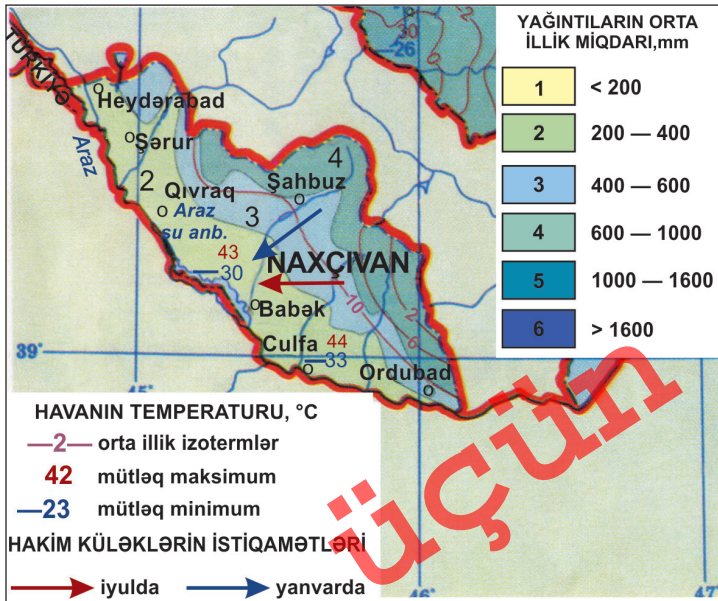 YAĞINTILARIN ORTA
İLLİK MİQDARI,mm
1 < 200
2 200 — 400
3 400 — 600
4 600 — 1000
5 1000 — 1600
6 > 1600
30
26
TÜRKİYƏ
Heydərabad
Araz
Şərur
2
Qıvraq
Araz
su anb.
4
Şahbuz
3
43
—30
NAXÇIVAN
Babək
10
2
6
Culfa
44
—33
Ordubad
39°
45°
46
47°
HAVANIN TEMPERATURU, °C
—2— orta illik izotermlər
42 mütləq maksimum
—23 mütləq minimum
HAKİM KÜLƏKLƏRİN İSTİQAMƏTLƏRİ
iyulda
yanvarda
üçün